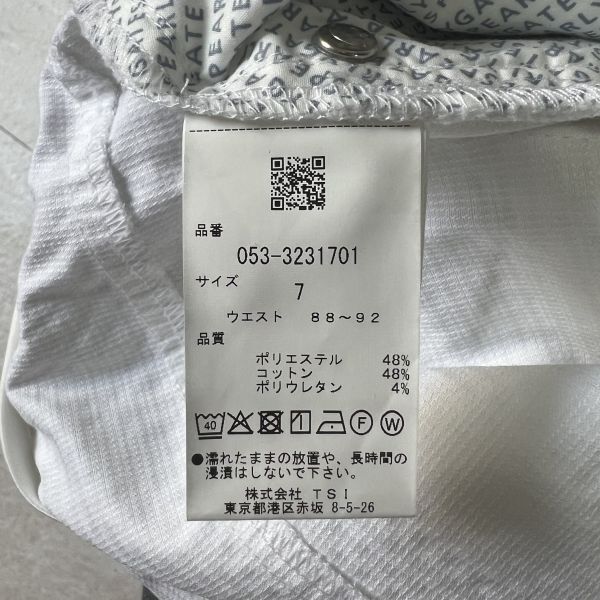 PEARLY GATES
品番
053-3231701
サイズ
7
ウエスト 88～92
品質
ポリエステル 48%
コットン 48%
ポリウレタン 4%
40
F W
●濡れたままの放置や、長時間の
浸漬はしないで下さい。
株式会社 TSI
東京都港区赤坂 8-5-26